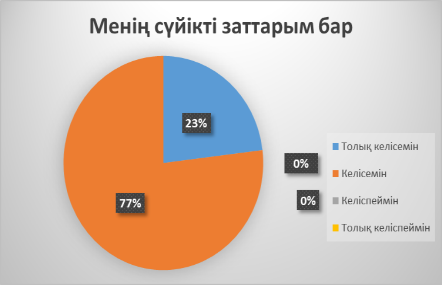 Менің сүйікті заттарым бар
23%
0%
0%
77%
Толық келісемін
Келісемін
Келіспеймін
Толық келіспеймін